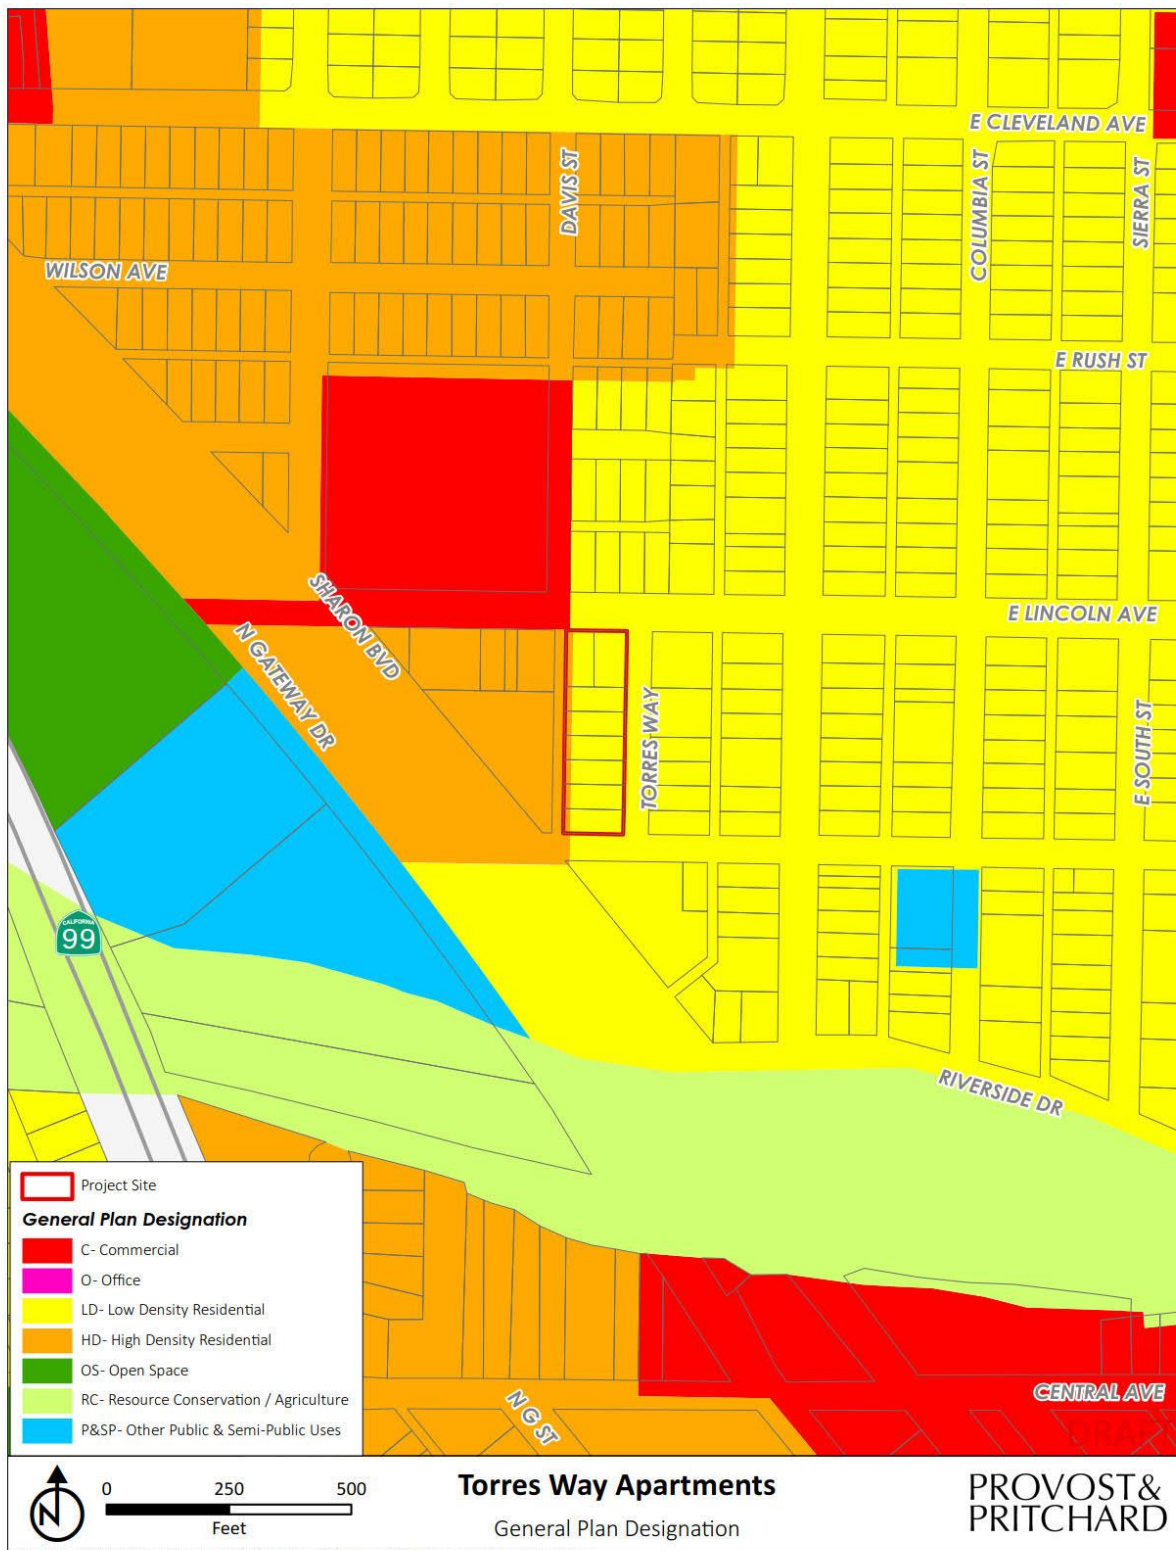 E CLEVELAND AVE
DAVIS ST
COLUMBIA ST
SIERRA ST
WILSON AVE
E RUSH ST
SHARON BVD
E LINCOLN AVE
N GATEWAY DR
TORRES WAY
E SOUTH ST
CALIFORNIA
99
RIVERSIDE DR
Project Site
General Plan Designation
C- Commercial
O- Office
LD- Low Density Residential
HD- High Density Residential
OS- Open Space
RC- Resource Conservation / Agriculture
P&SP- Other Public & Semi-Public Uses
N G ST
CENTRAL AVE
DRAFT
N
0 250 500
Feet
Torres Way Apartments
General Plan Designation
PROVOST&
PRITCHARD